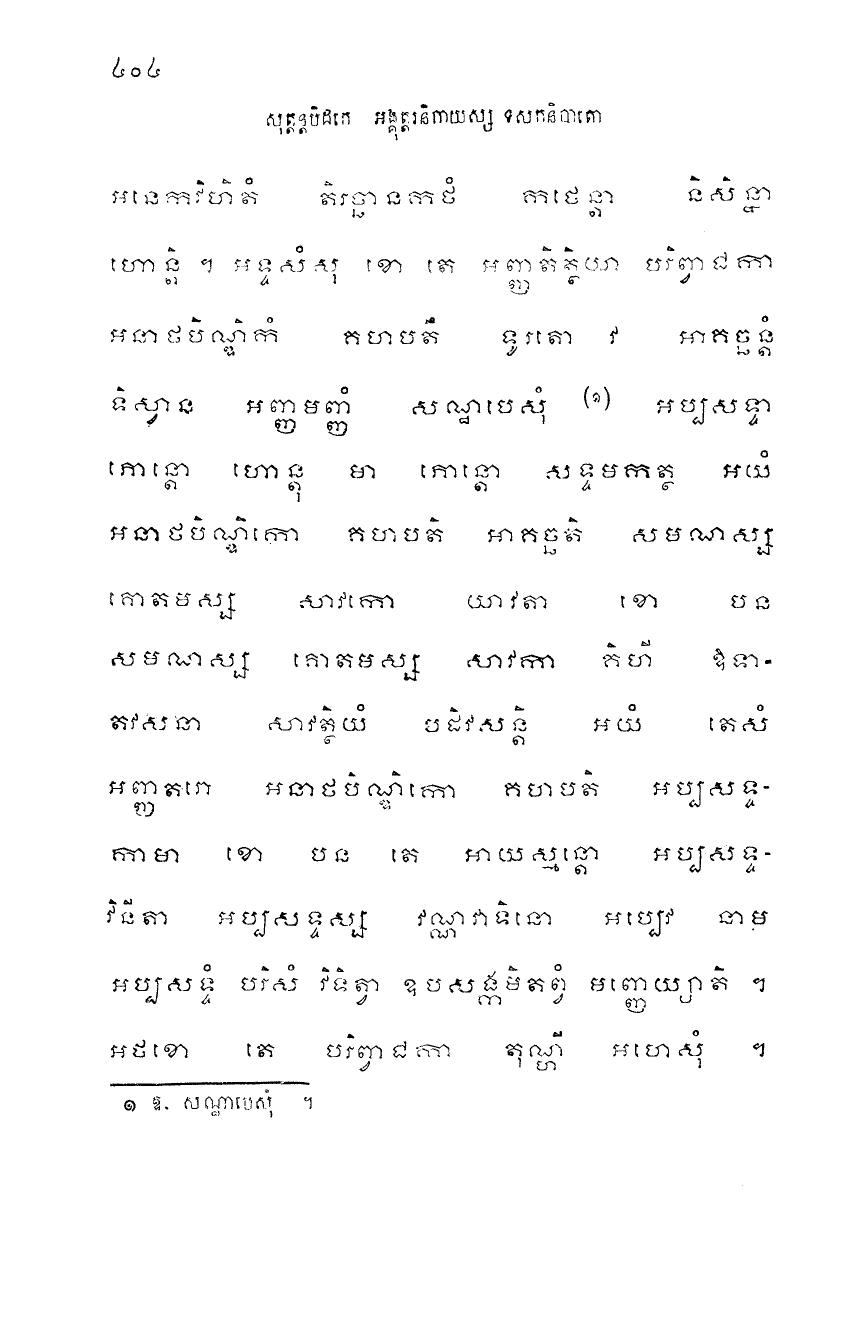 ៤០៤
សុត្តន្តបិដកេ អង្គុត្តរនិកាយស្ស ទសកនិបាតោ
អនេកវិហិតំ តិរច្ឆានកថំ កថេន្តា និសិន្នា
ហោន្តិ ។ អទ្ទសំសុ ខោ តេ អញ្ញតិត្ថិយា បរិព្វាជកា
អនាថបិណ្ឌិកំ គហបតឹ ទូរតោ វ អាគច្ឆន្តំ
ទិស្វាន អញ្ញមញ្ញំ សណ្ឋបេសុំ (១) អប្បសទ្ទា
ភោន្តោ ហោន្តុ មា ភោន្តោ សទ្ទមកត្ថ អយំ
អនាថបិណ្ឌិកោ គហបតិ អាគច្ឆតិ សមណស្ស
គោតមស្ស សាវកោ យាវតា ខោ បន
សមណស្ស គោតមស្ស សាវកា គិហី ឱទា-
តវសនា សាវត្ថិយំ បដិវសន្តិ អយំ តេសំ
អញ្ញតរោ អនាថបិណ្ឌិកោ គហបតិ អប្បសទ្ទ-
កាមា ខោ បន តេ អាយស្មន្តោ អប្បសទ្ទ-
វិនីតា អប្បសទ្ទស្ស វណ្ណវាទិនោ អប្បេវ នាម
អប្បសទ្ទំ បរិសំ វិទិត្វា ឧបសង្កមិតព្វំ មញ្ញេយ្យាតិ ។
អថខោ តេ បរិព្វាជកា តុណ្ហី អហេសុំ ។
១ ឱ. សណ្ឋាបេសុំ ។